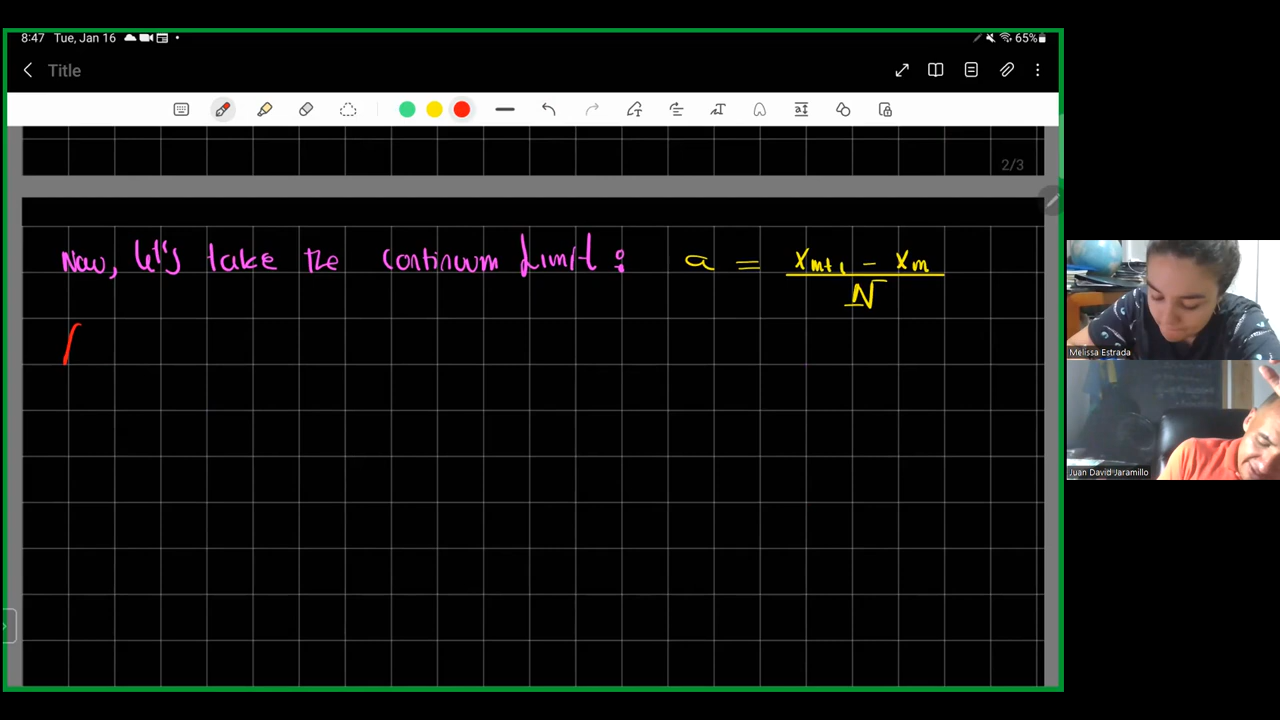 8:47 Tue, Jan 16
65%
Title
2/3
Now, let's take the continuum Limit : a = \frac{x_{m+1} - x_m}{N}
Melissa Estrada
Juan David Jaramillo